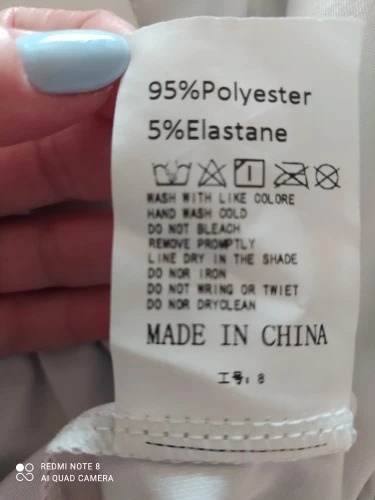 95%Polyester
5%Elastane
WASH WITH LIKE COLORE
HAND WASH COLD
DO NOT BLEACH
REMOVE PROMPTLY
LINE DRY IN THE SHADE
DO NOR IRON
DO NOT WRING OR TWIET
DO NOR DRYCLEAN
MADE IN CHINA
工号: 8
REDMI NOTE 8
AI QUAD CAMERA